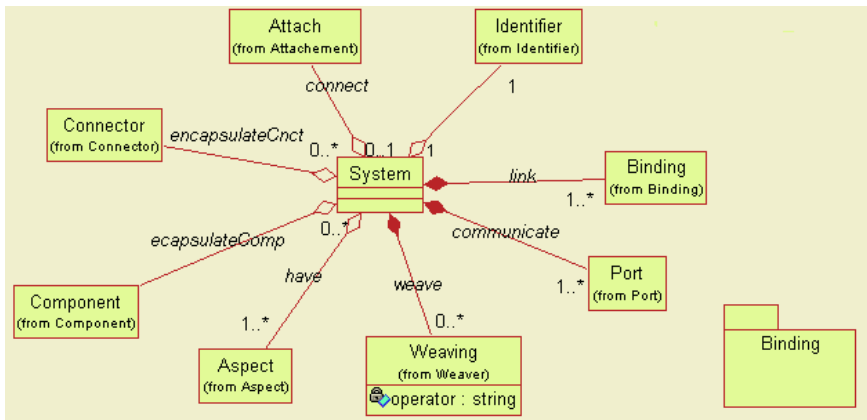 Attach
(from Attachement)
Identifier
(from Identifier)
connect
1
Connector
(from Connector)
encapsulateCnct
0..*
0..1
1
System
link
Binding
(from Binding)
1..*
ecapsulateComp
0..*
communicate
have
weave
Port
(from Port)
1..*
Component
(from Component)
1..*
0..*
Aspect
(from Aspect)
Weaving
(from Weaver)
operator : string
Binding